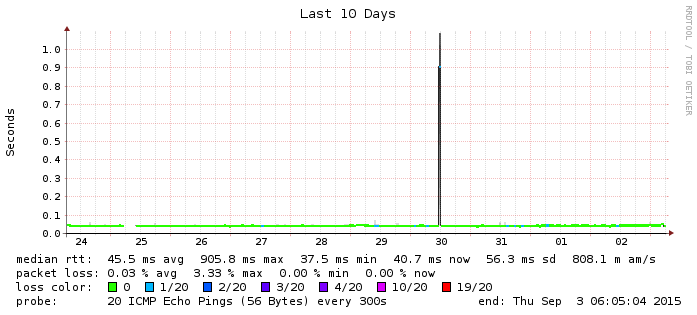 Last 10 Days
RRDTOOL / TOBI OETIKER
Seconds
1.0
0.9
0.8
0.7
0.6
0.5
0.4
0.3
0.2
0.1
0.0
24 25 26 27 28 29 30 31 01 02
median rtt: 45.5 ms avg 905.8 ms max 37.5 ms min 40.7 ms now 56.3 ms sd 808.1 m am/s
packet loss: 0.03 % avg 3.33 % max 0.00 % min 0.00 % now
loss color: 0 1/20 2/20 3/20 4/20 10/20 19/20
probe: 20 ICMP Echo Pings (56 Bytes) every 300s end: Thu Sep 3 06:05:04 2015